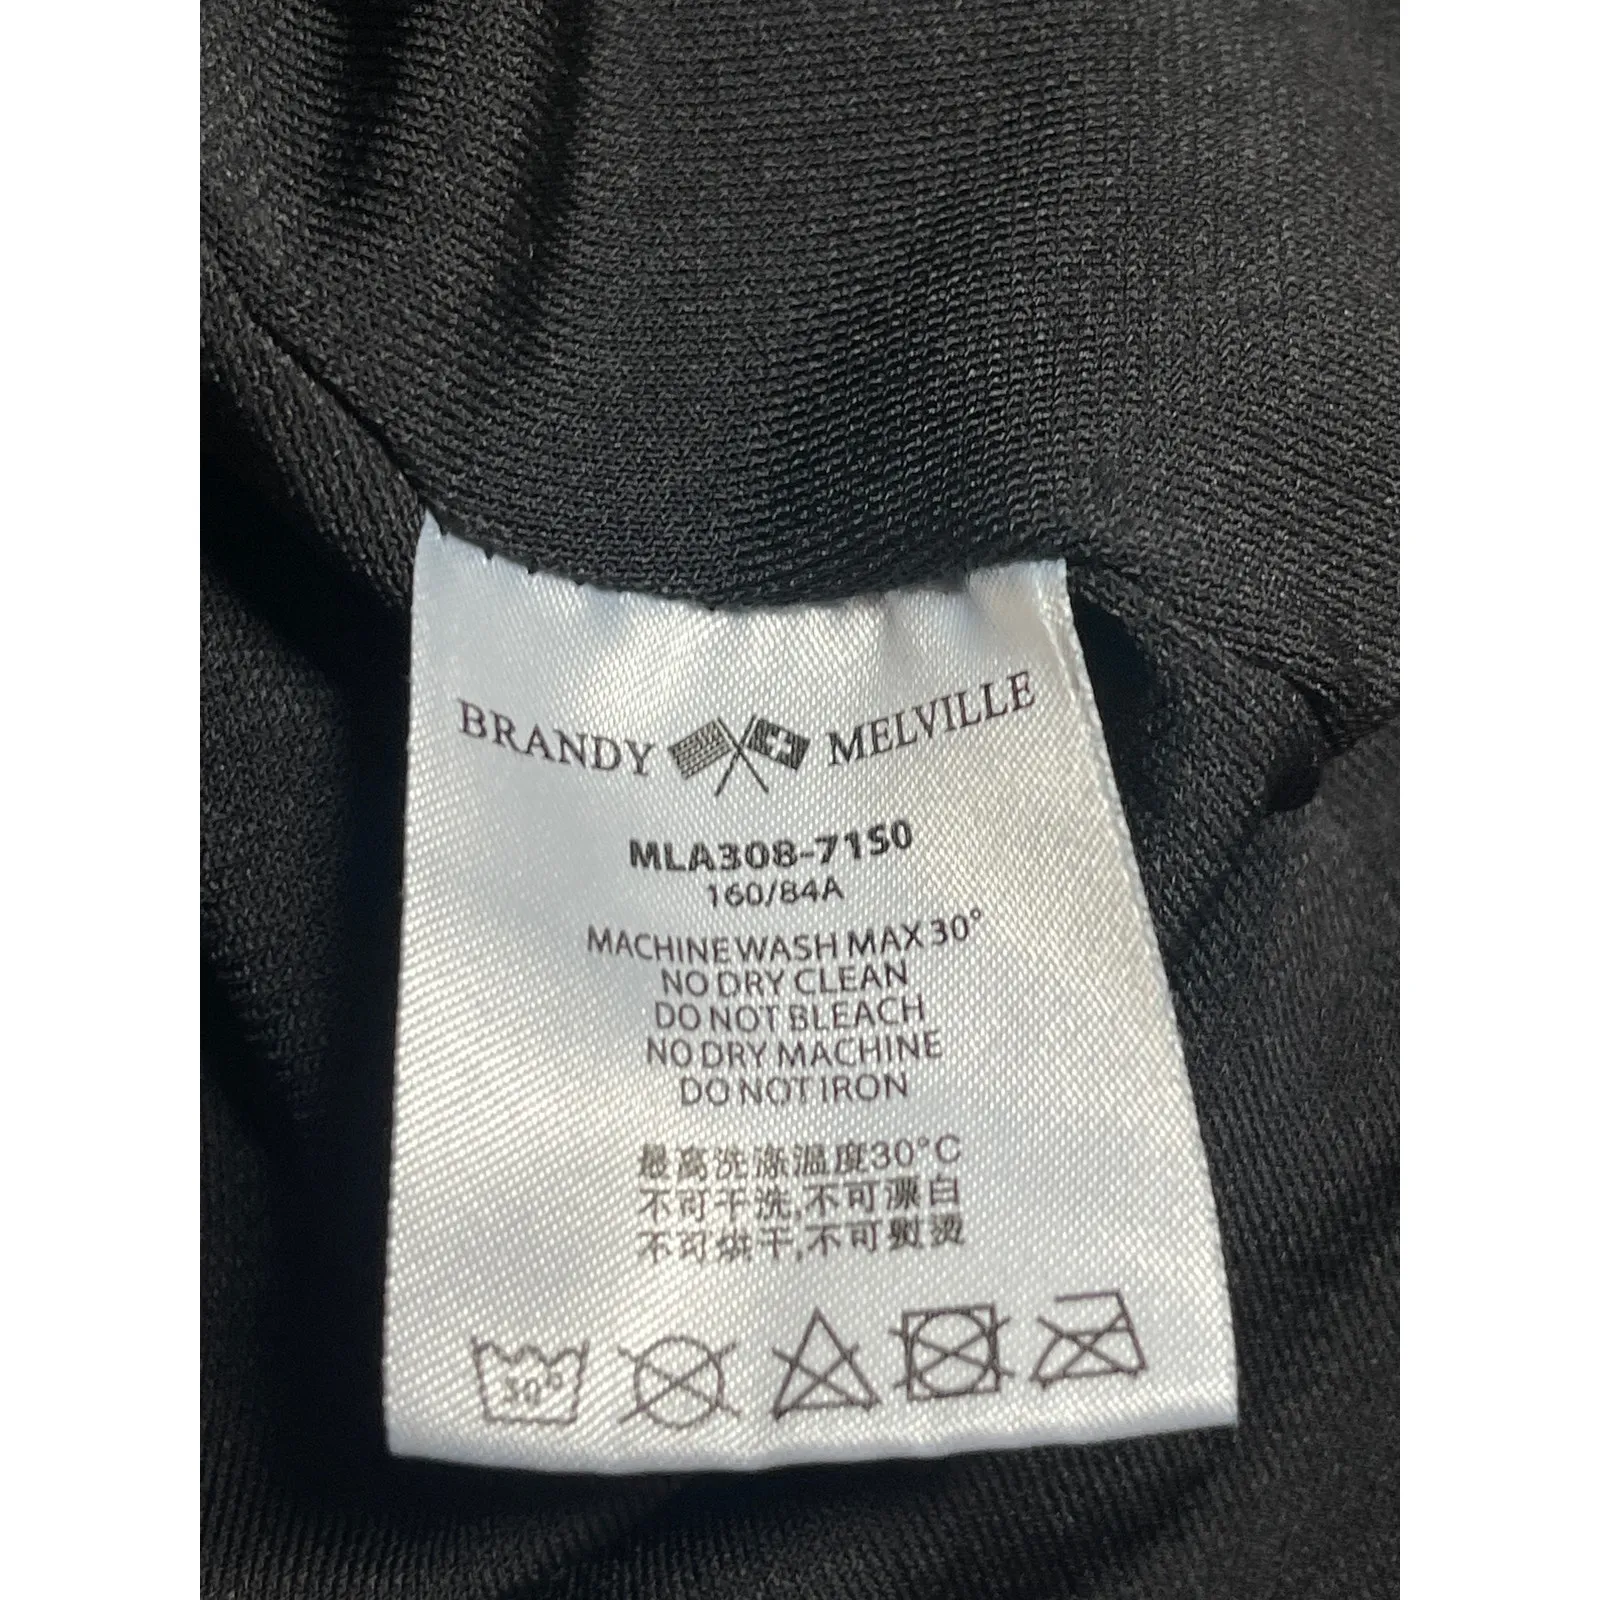 BRANDY MELVILLE
MLA308-7150
160/84A
MACHINE WASH MAX 30°
NO DRY CLEAN
DO NOT BLEACH
NO DRY MACHINE
DO NOT IRON
最高洗涤温度30°C
不可干洗,不可漂白
不可烘干,不可熨烫
30°